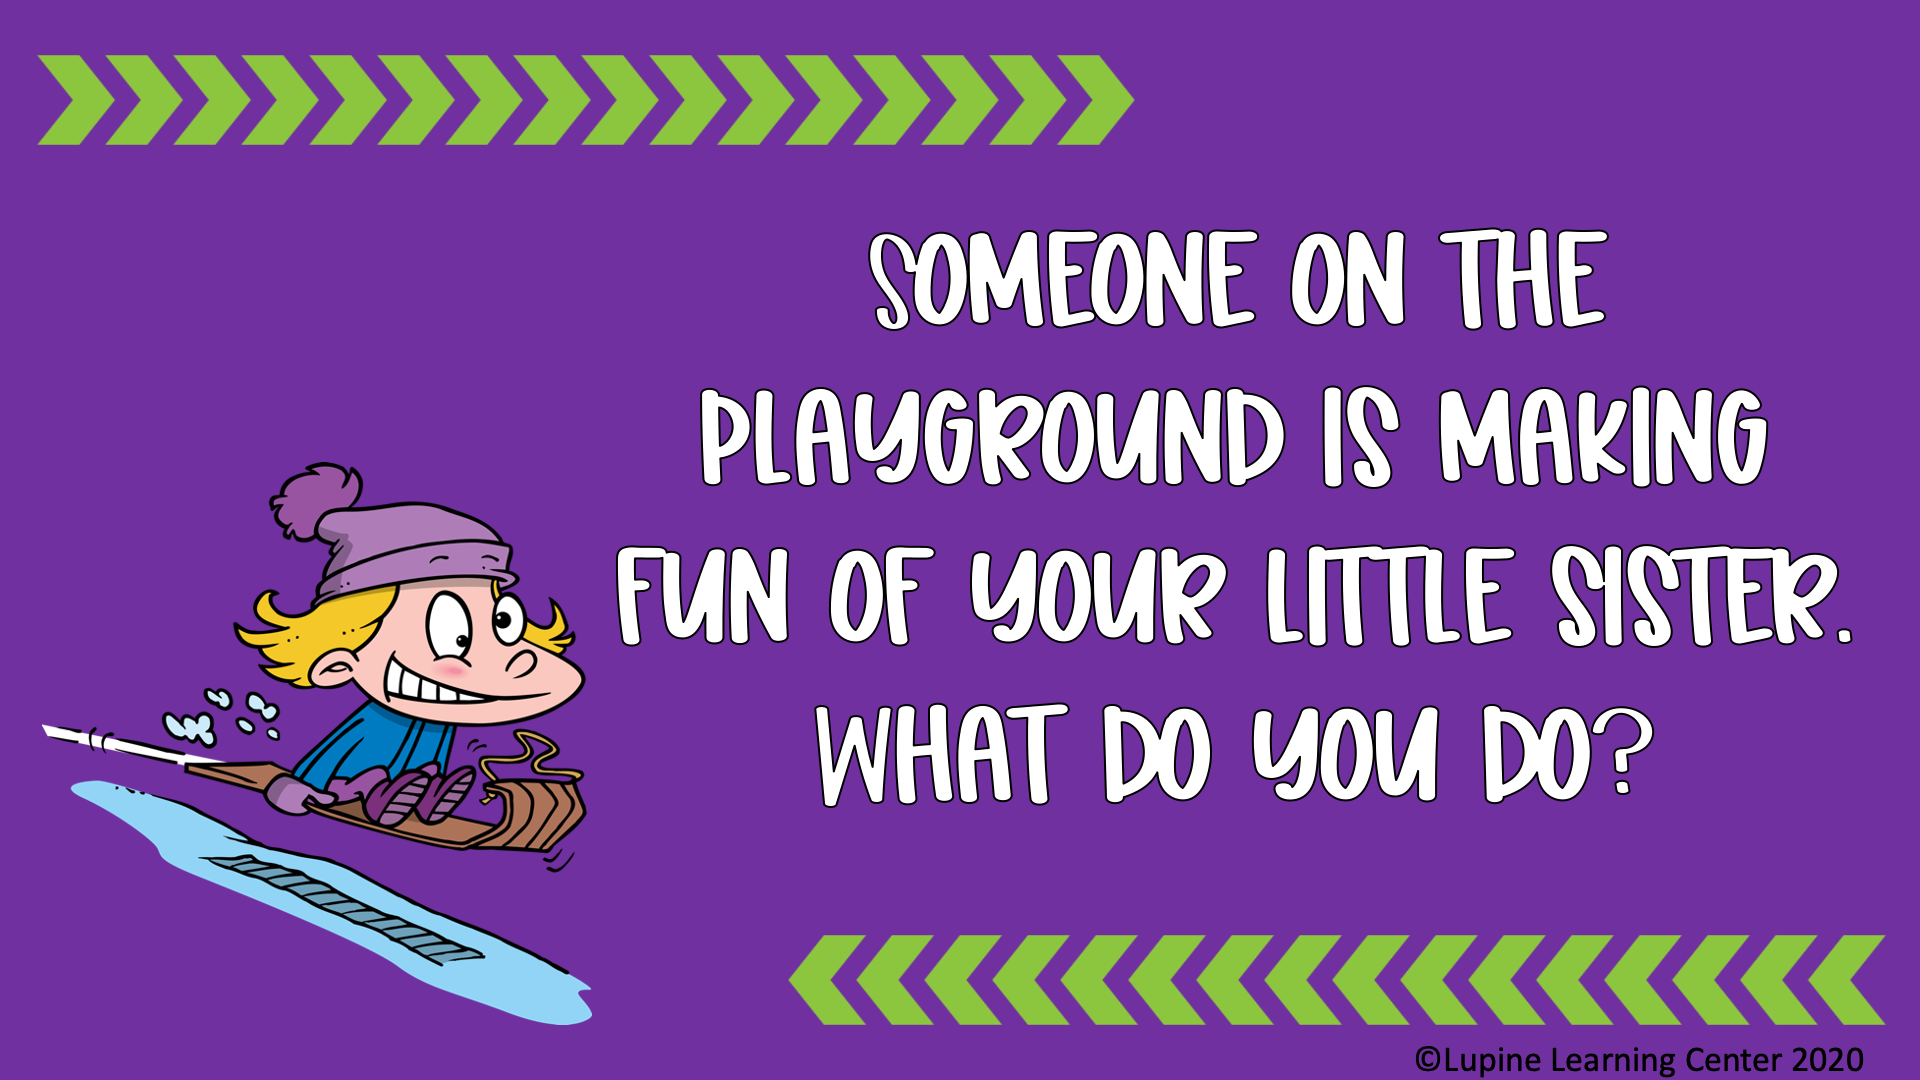 SOMEONE ON THE
PLAYGROUND IS MAKING
FUN OF YOUR LITTLE SISTER.
WHAT DO YOU DO?
©Lupine Learning Center 2020